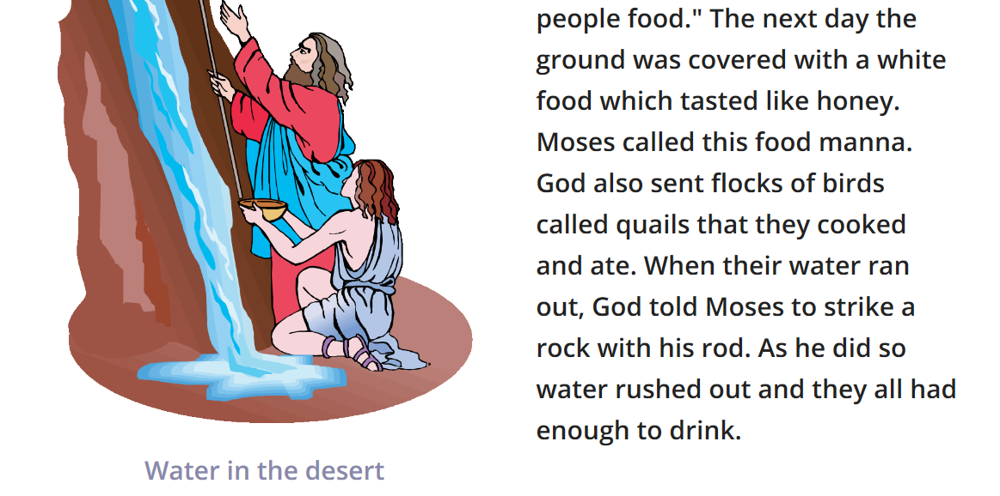 people food." The next day the
ground was covered with a white
food which tasted like honey.
Moses called this food manna.
God also sent flocks of birds
called quails that they cooked
and ate. When their water ran
out, God told Moses to strike a
rock with his rod. As he did so
water rushed out and they all had
enough to drink.
Water in the desert